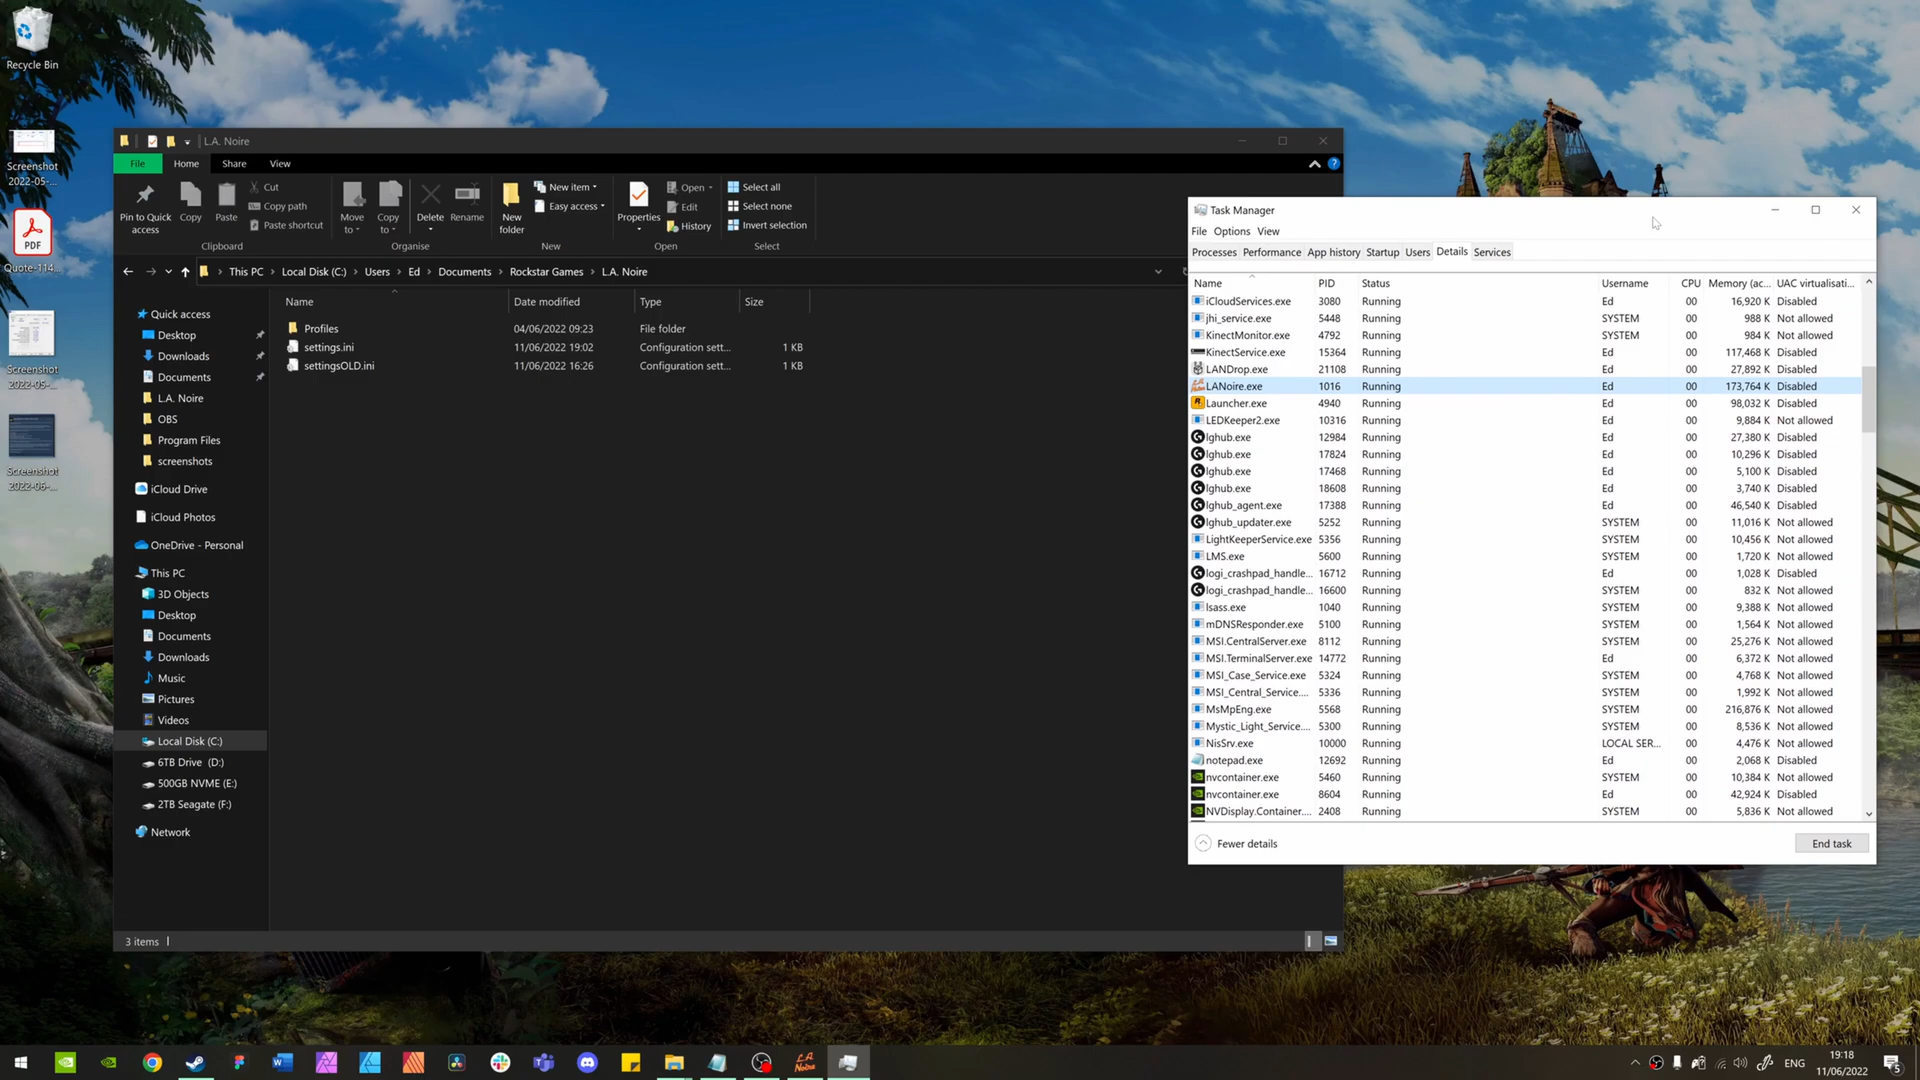 Recycle Bin
Screenshot
2022-05-...
PDF
Quote-114...
Screenshot
2022-05-...
Screenshot
2022-06-...
L.A. Noire
File
Home
Share
View
Pin to Quick
access
Copy
Paste
Cut
Copy path
Paste shortcut
Clipboard
Move
to
Copy
to
Delete
Rename
Organise
New
folder
New item
Easy access
New
Properties
Open
Edit
History
Open
Select all
Select none
Invert selection
Select
This PC
Local Disk (C:)
Users
Ed
Documents
Rockstar Games
L.A. Noire
Quick access
Desktop
Downloads
Documents
L.A. Noire
OBS
Program Files
screenshots
iCloud Drive
iCloud Photos
OneDrive - Personal
This PC
3D Objects
Desktop
Documents
Downloads
Music
Pictures
Videos
Local Disk (C:)
6TB Drive (D:)
500GB NVME (E:)
2TB Seagate (F:)
Network
Name Date modified Type Size
Profiles 04/06/2022 09:23 File folder
settings.ini 11/06/2022 19:02 Configuration sett... 1 KB
settingsOLD.ini 11/06/2022 16:26 Configuration sett... 1 KB
3 items
Task Manager
File Options View
Processes Performance App history Startup Users Details Services
Name PID Status Username CPU Memory (ac... UAC virtualisati...
iCloudServices.exe 3080 Running Ed 00 16,920 K Disabled
jhi_service.exe 5448 Running SYSTEM 00 988 K Not allowed
KinectMonitor.exe 4792 Running SYSTEM 00 984 K Not allowed
KinectService.exe 15364 Running Ed 00 117,468 K Disabled
LANDrop.exe 21108 Running Ed 00 27,892 K Disabled
LANoire.exe 1016 Running Ed 00 173,764 K Disabled
Launcher.exe 4940 Running Ed 00 98,032 K Disabled
LEDKeeper2.exe 10316 Running Ed 00 9,884 K Not allowed
lghub.exe 12984 Running Ed 00 27,380 K Disabled
lghub.exe 17824 Running Ed 00 10,296 K Disabled
lghub.exe 17468 Running Ed 00 5,100 K Disabled
lghub.exe 18608 Running Ed 00 3,740 K Disabled
lghub_agent.exe 17388 Running Ed 00 46,540 K Disabled
lghub_updater.exe 5252 Running SYSTEM 00 11,016 K Not allowed
LightKeeperService.exe 5356 Running SYSTEM 00 10,456 K Not allowed
LMS.exe 5600 Running SYSTEM 00 1,720 K Not allowed
logi_crashpad_handle... 16712 Running Ed 00 1,028 K Disabled
logi_crashpad_handle... 16600 Running SYSTEM 00 832 K Not allowed
lsass.exe 1040 Running SYSTEM 00 9,388 K Not allowed
mDNSResponder.exe 5100 Running SYSTEM 00 1,564 K Not allowed
MSI.CentralServer.exe 8112 Running SYSTEM 00 25,276 K Not allowed
MSI.TerminalServer.exe 14772 Running Ed 00 6,372 K Not allowed
MSI_Case_Service.exe 5324 Running SYSTEM 00 4,768 K Not allowed
MSI_Central_Service.... 5336 Running SYSTEM 00 1,992 K Not allowed
MsMpEng.exe 5568 Running SYSTEM 00 216,876 K Not allowed
Mystic_Light_Service.... 5300 Running SYSTEM 00 8,536 K Not allowed
NisSrv.exe 10000 Running LOCAL SER... 00 4,476 K Not allowed
notepad.exe 12692 Running Ed 00 2,068 K Disabled
nvcontainer.exe 5460 Running SYSTEM 00 10,384 K Not allowed
nvcontainer.exe 8604 Running Ed 00 42,924 K Disabled
NVDisplay.Container.... 2408 Running SYSTEM 00 5,836 K Not allowed
Fewer details
End task
L.A.
Noire
ENG
19:18
11/06/2022
5